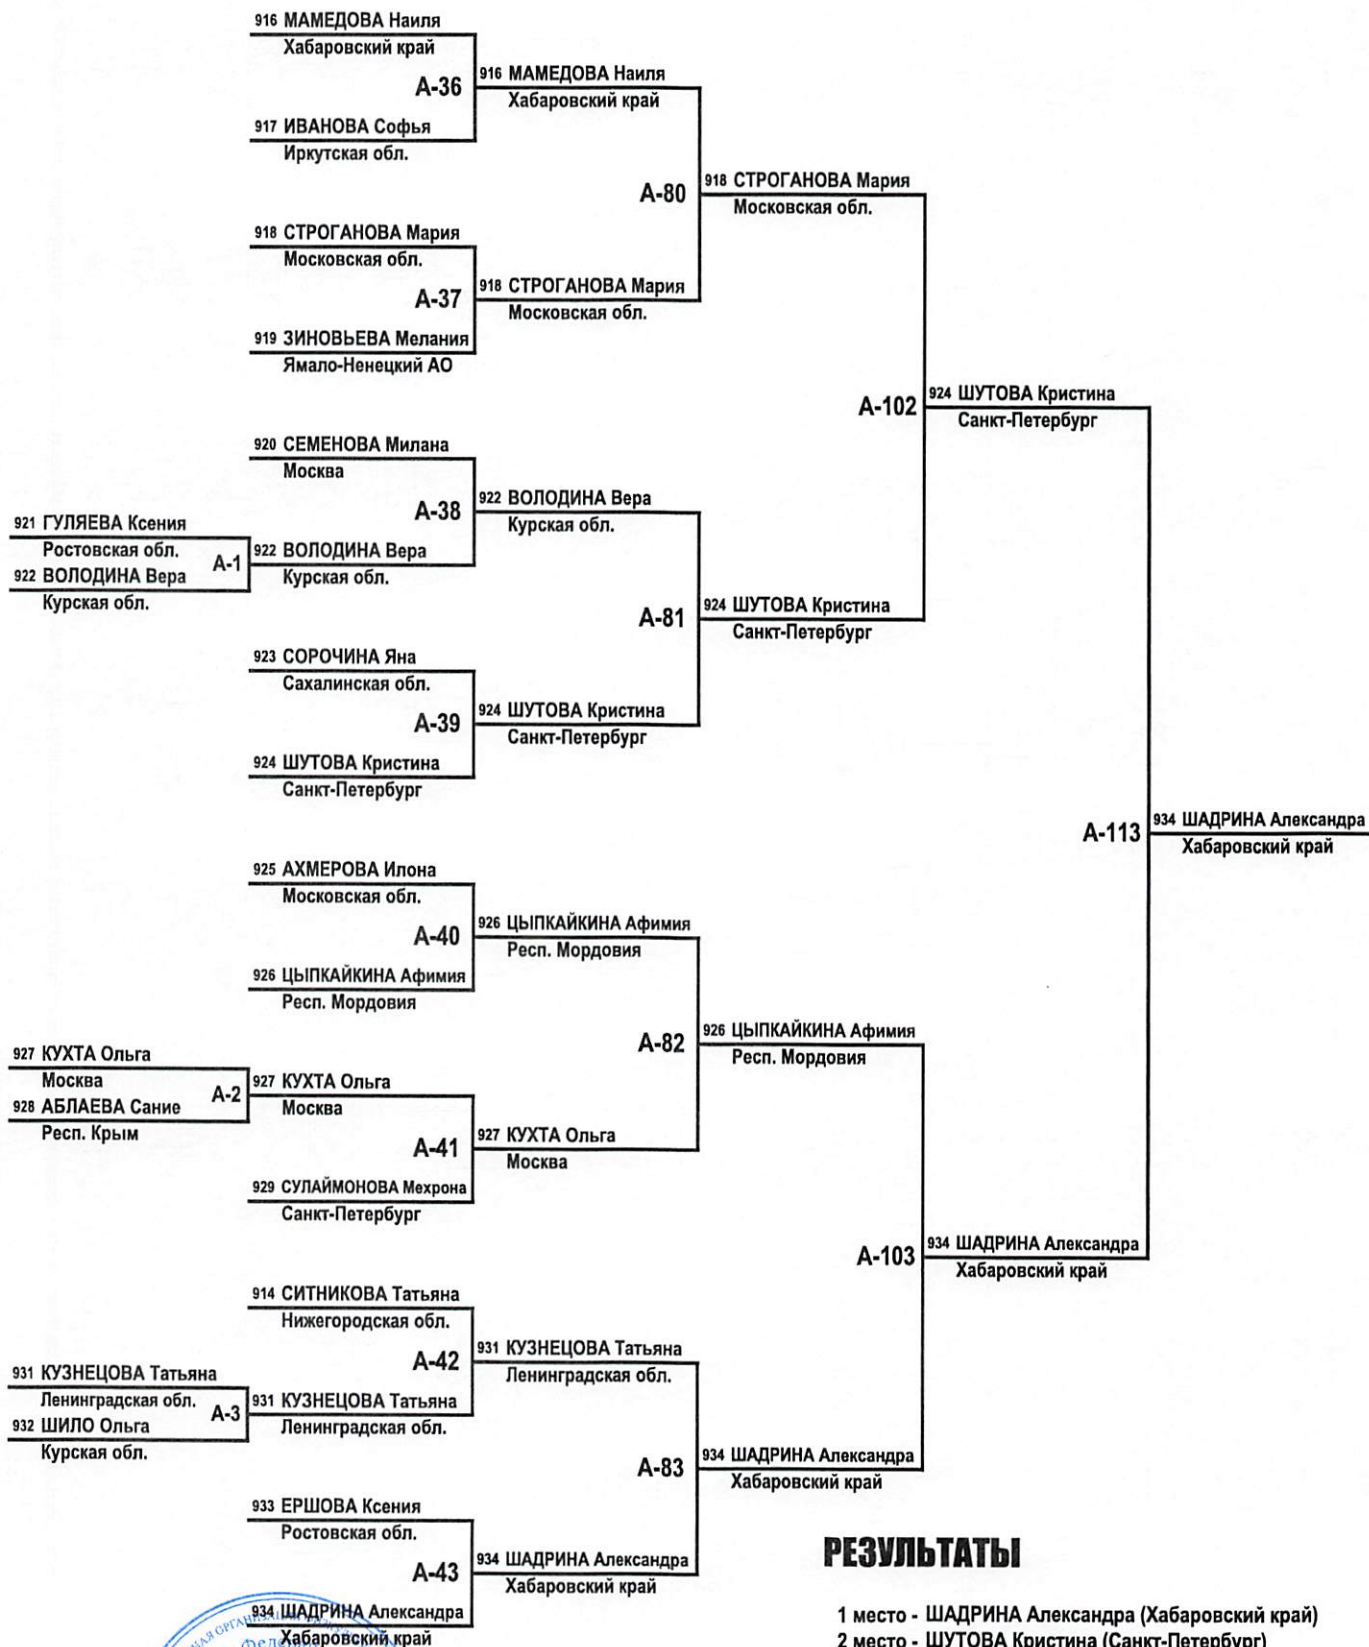 916 МАМЕДОВА Наиля
Хабаровский край
А-36
916 МАМЕДОВА Наиля
Хабаровский край
917 ИВАНОВА Софья
Иркутская обл.
А-80
918 СТРОГАНОВА Мария
Московская обл.
918 СТРОГАНОВА Мария
Московская обл.
А-37
918 СТРОГАНОВА Мария
Московская обл.
919 ЗИНОВЬЕВА Мелания
Ямало-Ненецкий АО
А-102
924 ШУТОВА Кристина
Санкт-Петербург
920 СЕМЕНОВА Милана
Москва
А-38
922 ВОЛОДИНА Вера
Курская обл.
921 ГУЛЯЕВА Ксения
Ростовская обл.
А-1
922 ВОЛОДИНА Вера
Курская обл.
922 ВОЛОДИНА Вера
Курская обл.
А-81
924 ШУТОВА Кристина
Санкт-Петербург
923 СОРОЧИНА Яна
Сахалинская обл.
А-39
924 ШУТОВА Кристина
Санкт-Петербург
924 ШУТОВА Кристина
Санкт-Петербург
А-113
934 ШАДРИНА Александра
Хабаровский край
925 АХМЕРОВА Илона
Московская обл.
А-40
926 ЦЫПКАЙКИНА Афимия
Респ. Мордовия
926 ЦЫПКАЙКИНА Афимия
Респ. Мордовия
А-82
926 ЦЫПКАЙКИНА Афимия
Респ. Мордовия
927 КУХТА Ольга
Москва
А-2
927 КУХТА Ольга
Москва
928 АБЛАЕВА Сание
Респ. Крым
А-41
927 КУХТА Ольга
Москва
929 СУЛАЙМОНОВА Мехрона
Санкт-Петербург
А-103
934 ШАДРИНА Александра
Хабаровский край
914 СИТНИКОВА Татьяна
Нижегородская обл.
А-42
931 КУЗНЕЦОВА Татьяна
Ленинградская обл.
931 КУЗНЕЦОВА Татьяна
Ленинградская обл.
А-3
931 КУЗНЕЦОВА Татьяна
Ленинградская обл.
932 ШИЛО Ольга
Курская обл.
А-83
934 ШАДРИНА Александра
Хабаровский край
933 ЕРШОВА Ксения
Ростовская обл.
А-43
934 ШАДРИНА Александра
Хабаровский край
934 ШАДРИНА Александра
Хабаровский край
РЕЗУЛЬТАТЫ
1 место - ШАДРИНА Александра (Хабаровский край)
2 место - ШУТОВА Кристина (Санкт-Петербург)